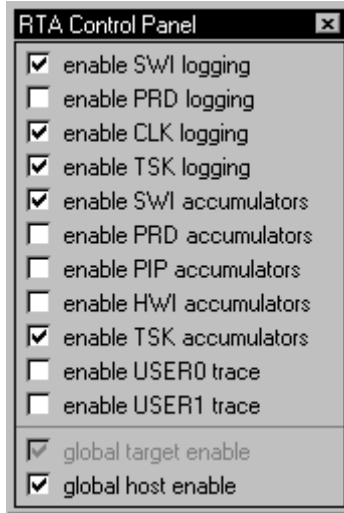 RTA Control Panel
enable SWI logging
enable PRD logging
enable CLK logging
enable TSK logging
enable SWI accumulators
enable PRD accumulators
enable PIP accumulators
enable HWI accumulators
enable TSK accumulators
enable USER0 trace
enable USER1 trace
global target enable
global host enable